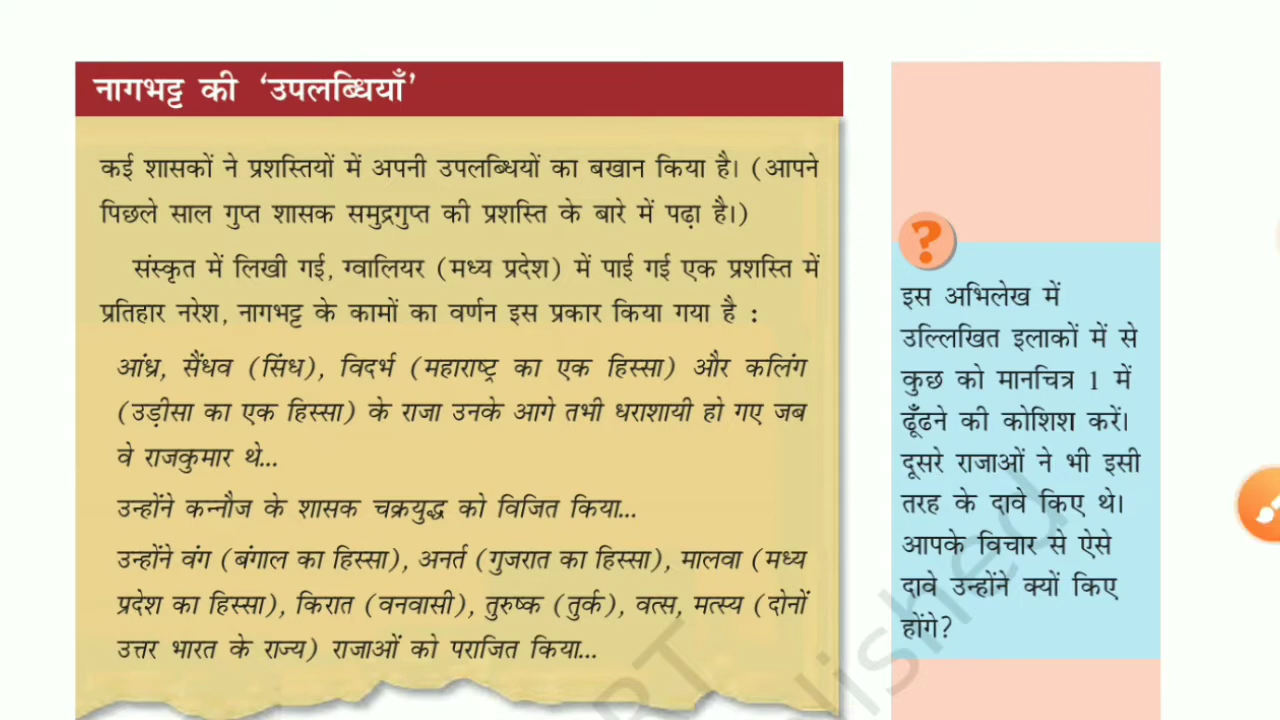 नागभट्ट की ‘उपलब्धियाँ’
कई शासकों ने प्रशस्तियों में अपनी उपलब्धियों का बखान किया है। (आपने
पिछले साल गुप्त शासक समुद्रगुप्त की प्रशस्ति के बारे में पढ़ा है।)
संस्कृत में लिखी गई, ग्वालियर (मध्य प्रदेश) में पाई गई एक प्रशस्ति में
प्रतिहार नरेश, नागभट्ट के कामों का वर्णन इस प्रकार किया गया है :
आंध्र, सैंधव (सिंध), विदर्भ (महाराष्ट्र का एक हिस्सा) और कलिंग
(उड़ीसा का एक हिस्सा) के राजा उनके आगे तभी धराशायी हो गए जब
वे राजकुमार थे...
उन्होंने कन्नौज के शासक चक्रयुद्ध को विजित किया...
उन्होंने वंग (बंगाल का हिस्सा), अनर्त (गुजरात का हिस्सा), मालवा (मध्य
प्रदेश का हिस्सा), किरात (वनवासी), तुरुष्क (तुर्क), वत्स, मत्स्य (दोनों
उत्तर भारत के राज्य) राजाओं को पराजित किया...
?
इस अभिलेख में
उल्लिखित इलाकों में से
कुछ को मानचित्र 1 में
ढूँढने की कोशिश करें।
दूसरे राजाओं ने भी इसी
तरह के दावे किए थे।
आपके विचार से ऐसे
दावे उन्होंने क्यों किए
होंगे?